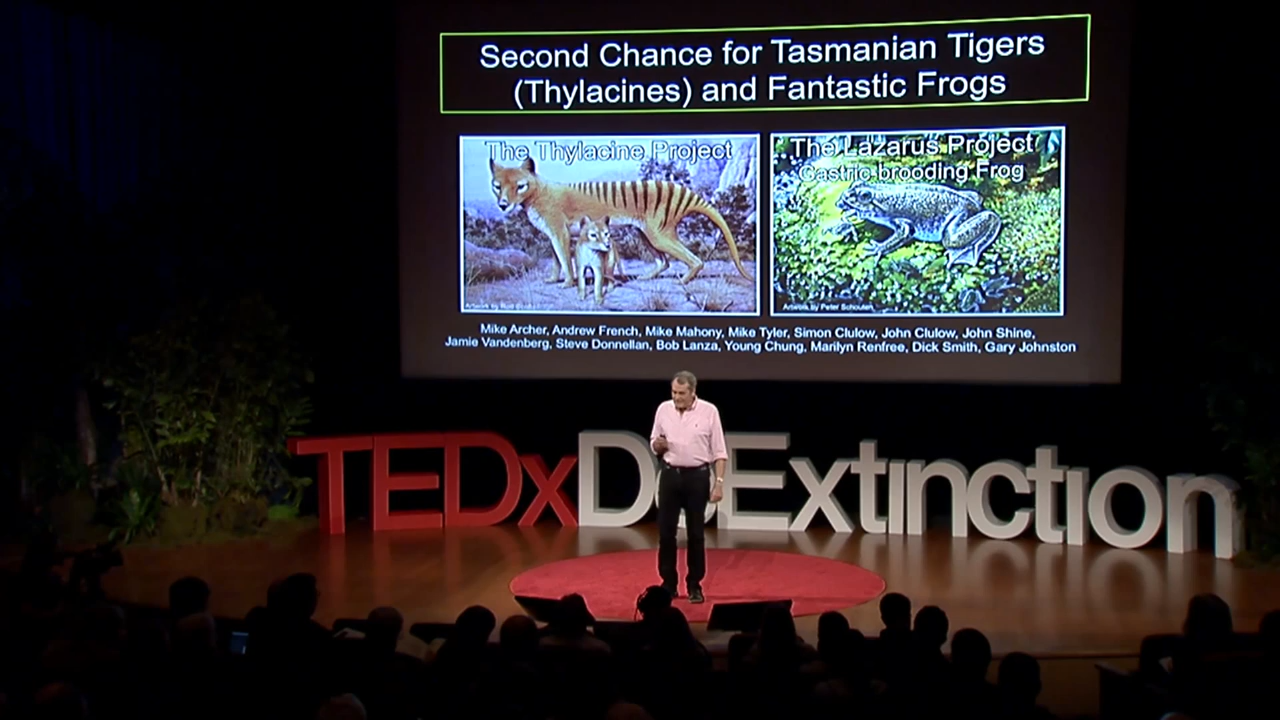 Second Chance for Tasmanian Tigers
(Thylacines) and Fantastic Frogs
The Thylacine Project
The Lazarus Project
Gastric-brooding Frog
Artwork by
Artwork by Peter Schouten
Mike Archer, Andrew French, Mike Mahony, Mike Tyler, Simon Clulow, John Clulow, John Shine,
Jamie Vandenberg, Steve Donnellan, Bob Lanza, Young Chung, Marilyn Renfree, Dick Smith, Gary Johnston
TEDxDeExtinction